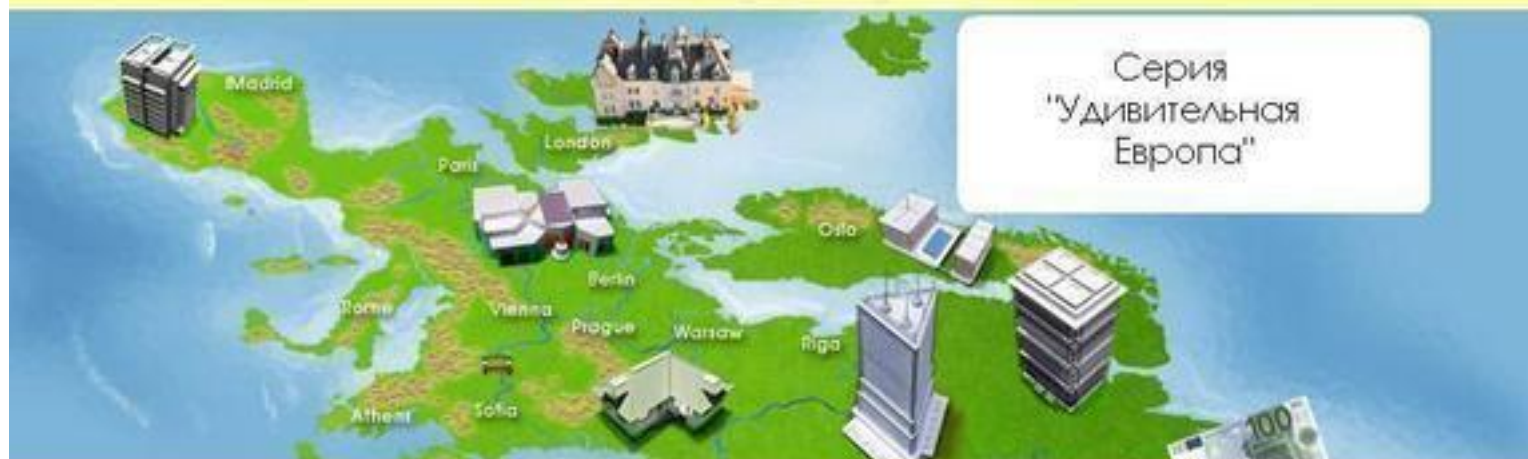 Серия
"Удивительная
Европа"
Madrid
London
Paris
Oslo
Berlin
Rome
Vienna
Prague
Warsaw
Riga
Athens
Sofia
100